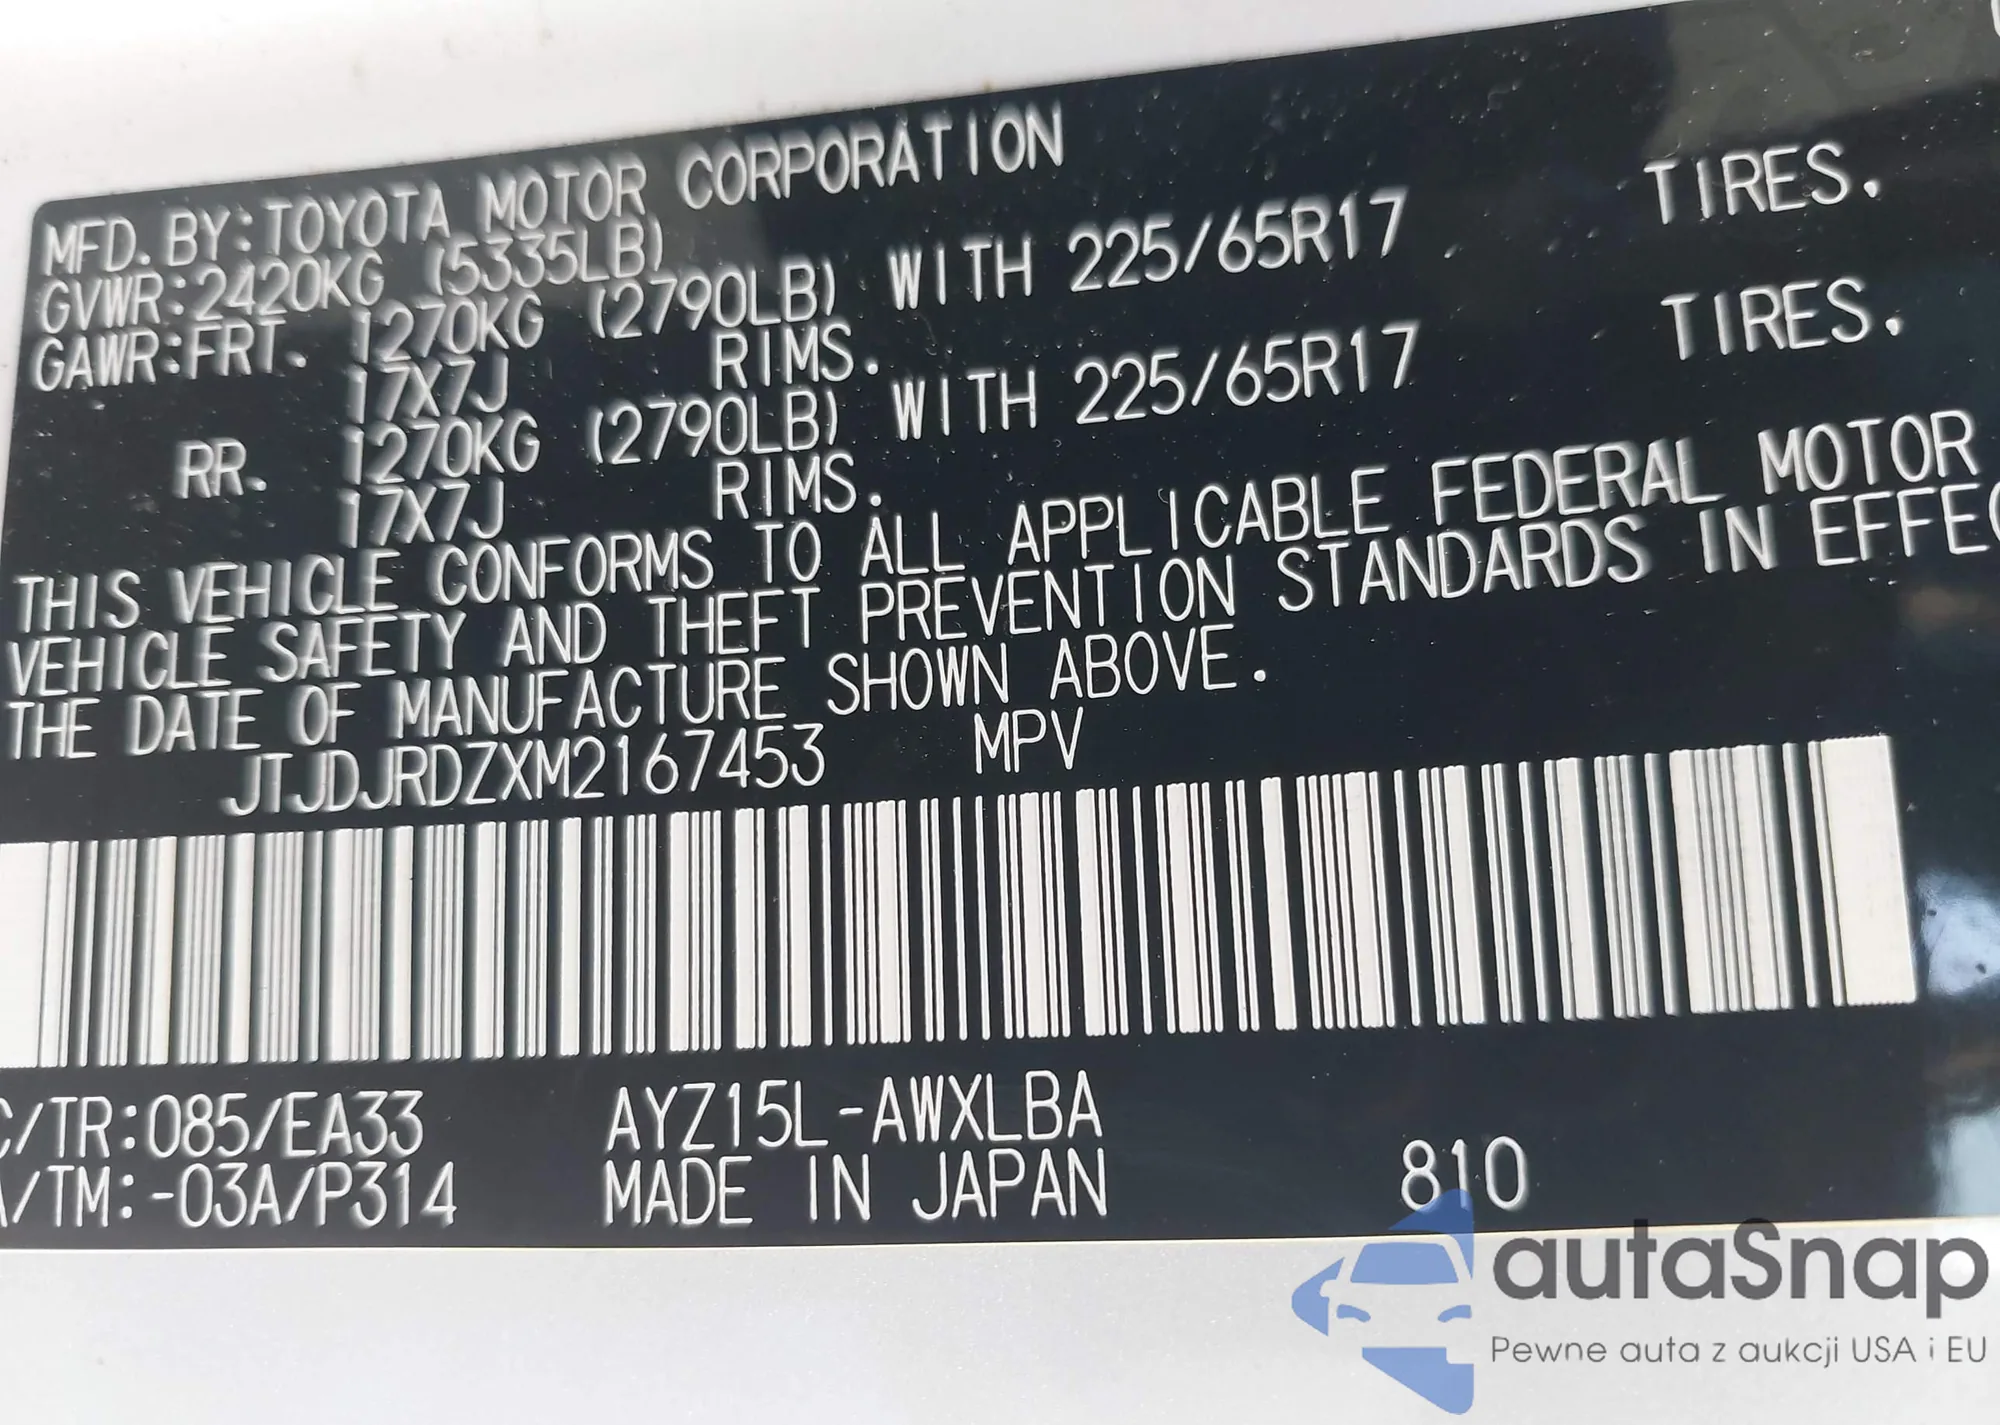 MFD. BY: TOYOTA MOTOR CORPORATION
GVWR: 2420KG (5335LB)
GAWR: FRT. 1270KG (2790LB) WITH 225/65R17 TIRES.
17X7J RIMS.
RR. 1270KG (2790LB) WITH 225/65R17 TIRES.
17X7J RIMS.
THIS VEHICLE CONFORMS TO ALL APPLICABLE FEDERAL MOTOR
VEHICLE SAFETY AND THEFT PREVENTION STANDARDS IN
THE DATE OF MANUFACTURE SHOWN ABOVE.
JTJDJRDZXM2167453 MPV
/TR:085/EA33 AYZ15L-AWXLBA
/TM:-03A/P314 MADE IN JAPAN 810
autaSnap
Pewne auta z aukcji USA i EU